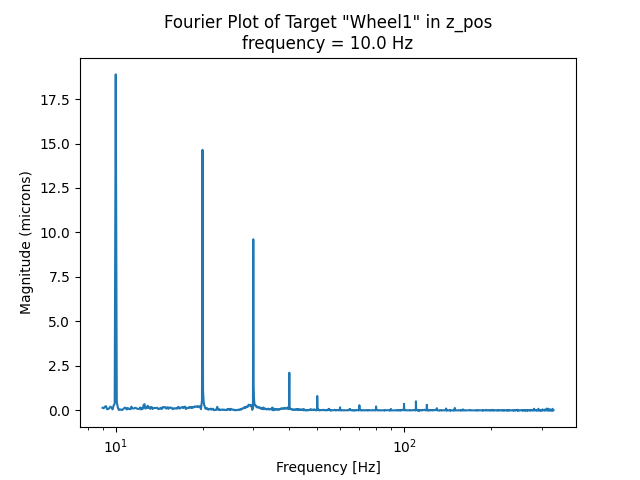 Fourier Plot of Target "Wheel1" in z_pos
frequency = 10.0 Hz
17.5
15.0
12.5
10.0
7.5
5.0
2.5
0.0
Magnitude (microns)
10¹
10²
Frequency [Hz]